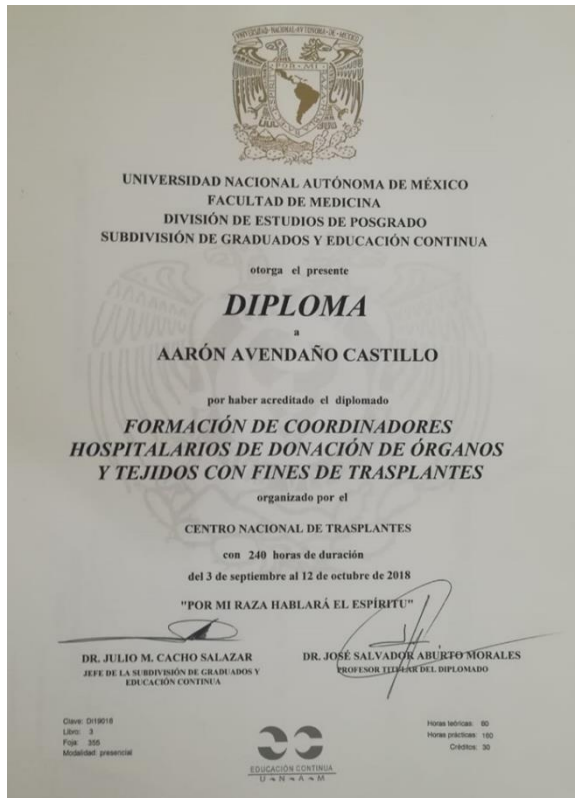 UNIVERSIDAD NACIONAL AUTÓNOMA DE MÉXICO
FACULTAD DE MEDICINA
DIVISIÓN DE ESTUDIOS DE POSGRADO
SUBDIVISIÓN DE GRADUADOS Y EDUCACIÓN CONTINUA
otorga el presente
DIPLOMA
a
AARÓN AVENDAÑO CASTILLO
por haber acreditado el diplomado
FORMACIÓN DE COORDINADORES
HOSPITALARIOS DE DONACIÓN DE ÓRGANOS
Y TEJIDOS CON FINES DE TRASPLANTES
organizado por el
CENTRO NACIONAL DE TRASPLANTES
con 240 horas de duración
del 3 de septiembre al 12 de octubre de 2018
"POR MI RAZA HABLARÁ EL ESPÍRITU"
DR. JULIO M. CACHO SALAZAR
JEFE DE LA SUBDIVISIÓN DE GRADUADOS Y
EDUCACIÓN CONTINUA
DR. JOSÉ SALVADOR ABURTO MORALES
PROFESOR TITULAR DEL DIPLOMADO
Clave: DI19018
Libro: 3
Foja: 355
Modalidad: presencial
EDUCACIÓN CONTINUA
U N A M
Horas teóricas: 80
Horas prácticas: 160
Créditos: 30